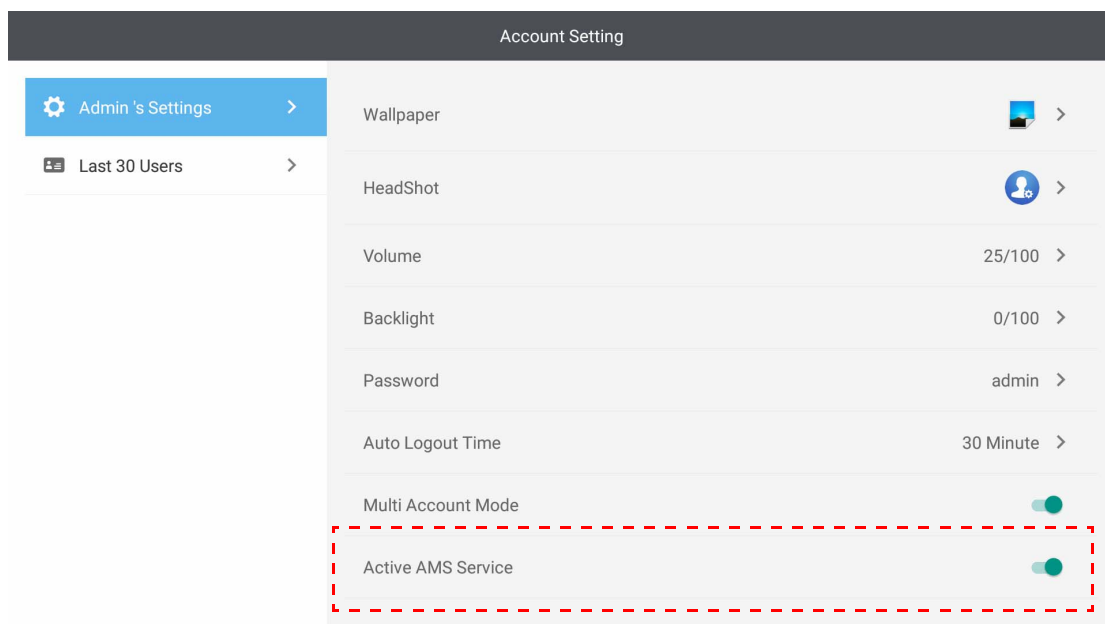 Account Setting
Admin 's Settings
Last 30 Users
Wallpaper
HeadShot
Volume 25/100
Backlight 0/100
Password admin
Auto Logout Time 30 Minute
Multi Account Mode
Active AMS Service